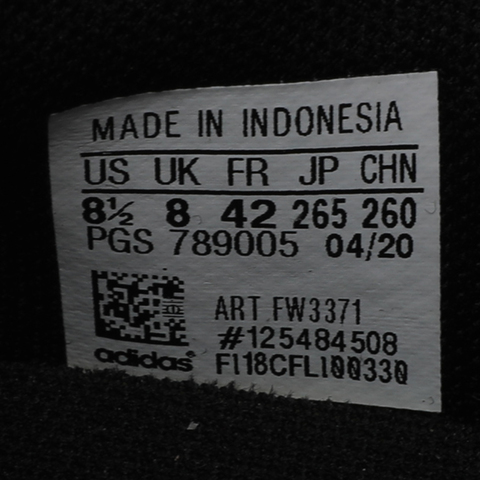 MADE IN INDONESIA
US UK FR JP CHN
8½ 8 42 265 260
PGS 789005 04/20
ART FW3371
#125484508
F118CFL100330
adidas